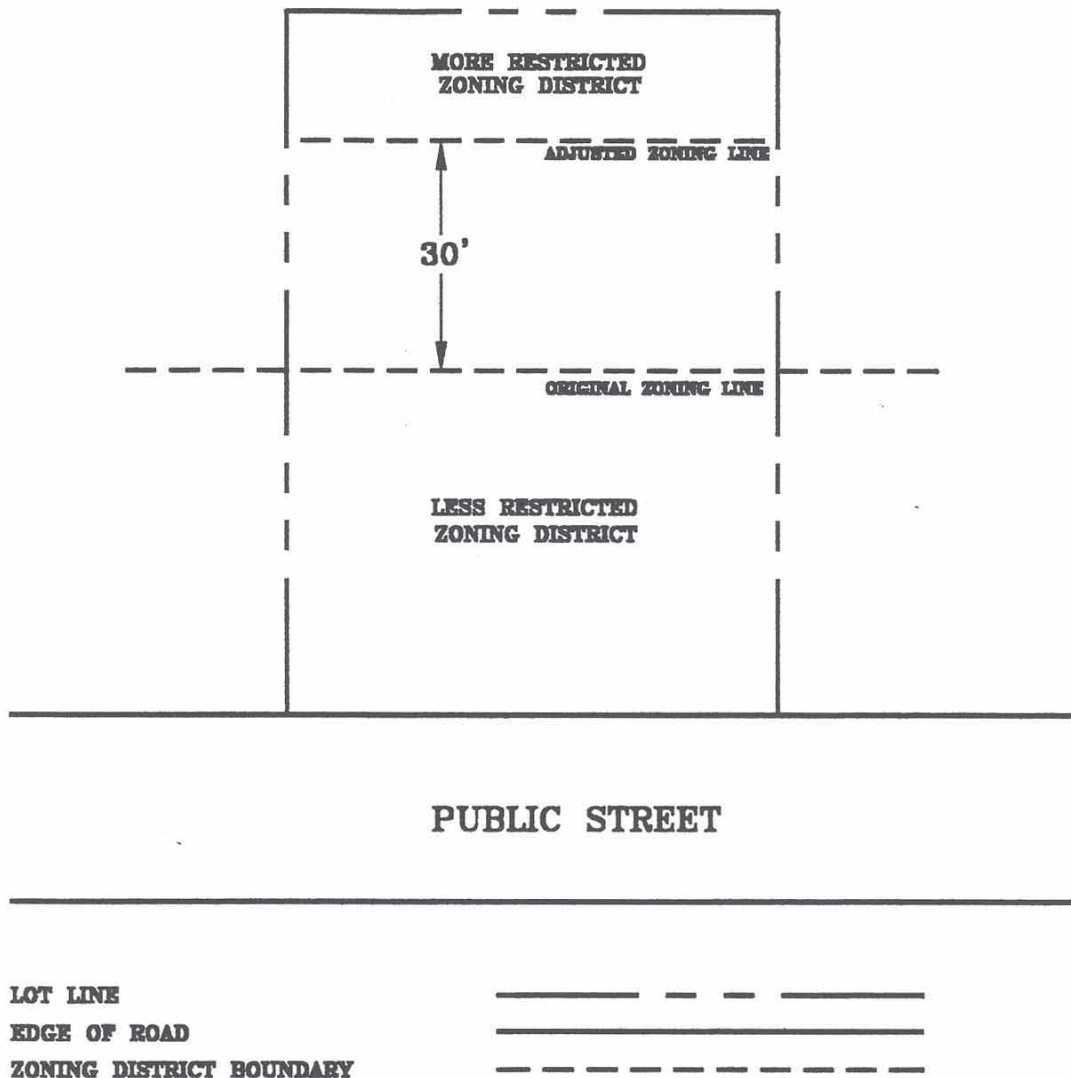 MORE RESTRICTED
ZONING DISTRICT
ADJUSTED ZONING LINE
30'
ORIGINAL ZONING LINE
LESS RESTRICTED
ZONING DISTRICT
PUBLIC STREET
LOT LINE
EDGE OF ROAD
ZONING DISTRICT BOUNDARY